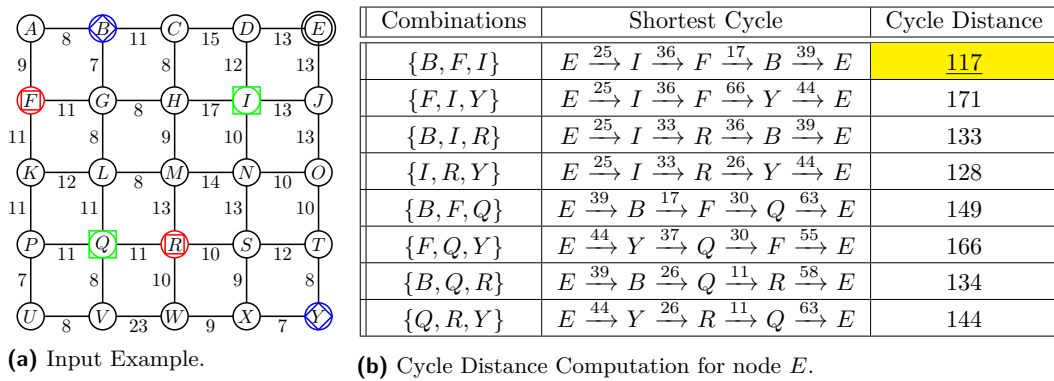 A B C D E
8 11 15 13
9 7 8 12 13
F G H I J
11 8 17 13
11 8 9 10 13
K L M N O
12 8 14 10
11 11 13 13 10
P Q R S T
11 11 10 12
7 8 10 9 8
U V W X Y
8 23 9 7
(a) Input Example.
Combinations Shortest Cycle Cycle Distance
{B, F, I} E 25→ I 36→ F 17→ B 39→ E 117
{F, I, Y} E 25→ I 36→ F 66→ Y 44→ E 171
{B, I, R} E 25→ I 33→ R 36→ B 39→ E 133
{I, R, Y} E 25→ I 33→ R 26→ Y 44→ E 128
{B, F, Q} E 39→ B 17→ F 30→ Q 63→ E 149
{F, Q, Y} E 44→ Y 37→ Q 30→ F 55→ E 166
{B, Q, R} E 39→ B 26→ Q 11→ R 58→ E 134
{Q, R, Y} E 44→ Y 26→ R 11→ Q 63→ E 144
(b) Cycle Distance Computation for node E.